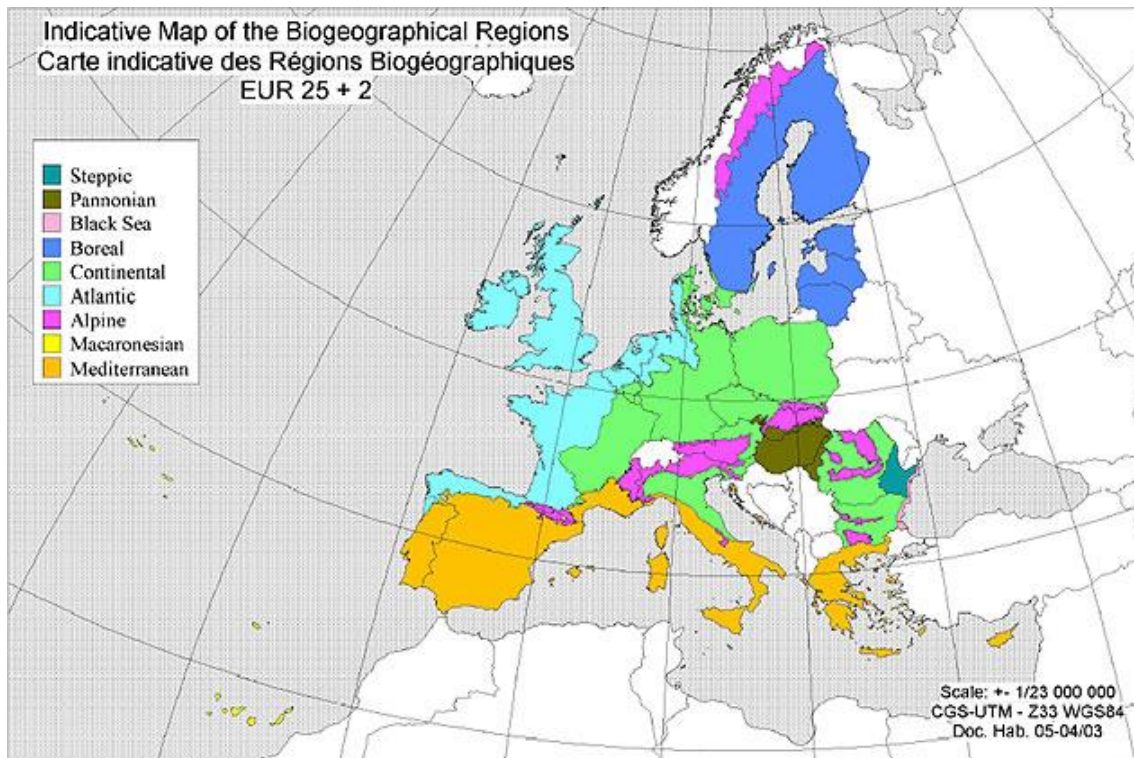 Indicative Map of the Biogeographical Regions
Carte indicative des Régions Biogéographiques
EUR 25 + 2
Steppic
Pannonian
Black Sea
Boreal
Continental
Atlantic
Alpine
Macaronesian
Mediterranean
Scale: +- 1/23 000 000
CGS-UTM - Z33 WGS84
Doc. Hab. 05-04/03